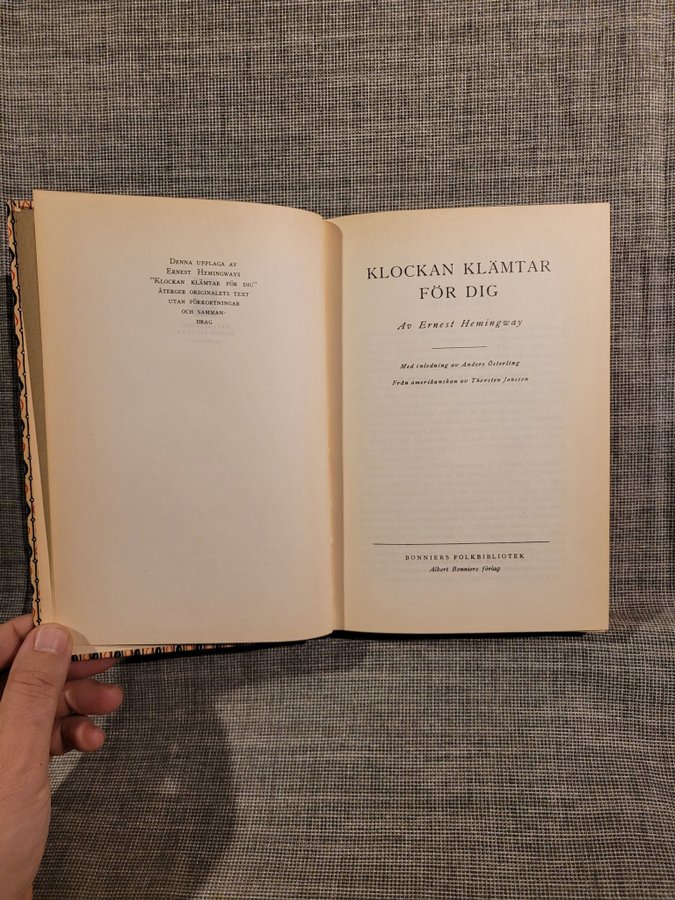 DENNA UPPLAGA AV
ERNEST HEMINGWAYS
"KLOCKAN KLÄMTAR FÖR DIG"
ÅTERGER ORIGINALETS TEXT
UTAN FÖRKORTNINGAR
OCH SAMMAN-
DRAG
KLOCKAN KLÄMTAR
FÖR DIG
Av Ernest Hemingway
Med inledning av Anders Österling
Från amerikanskan av Thorsten Jonsson
BONNIERS FOLKBIBLIOTEK
Albert Bonniers förlag